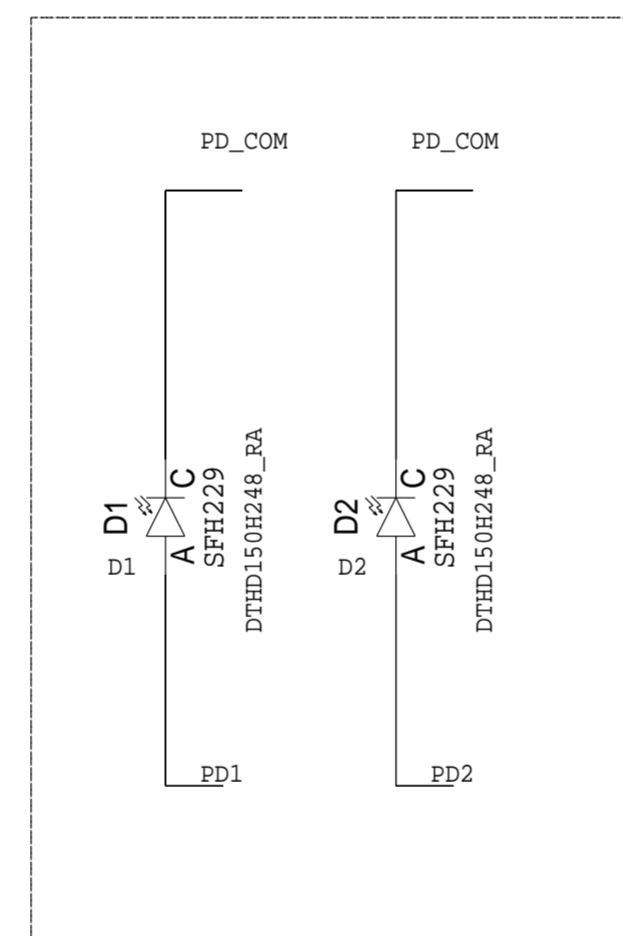 PD_COM
PD_COM
D1
C
A
SFH229
DTHD150H248_RA
D1
D2
C
A
SFH229
DTHD150H248_RA
D2
PD1
PD2